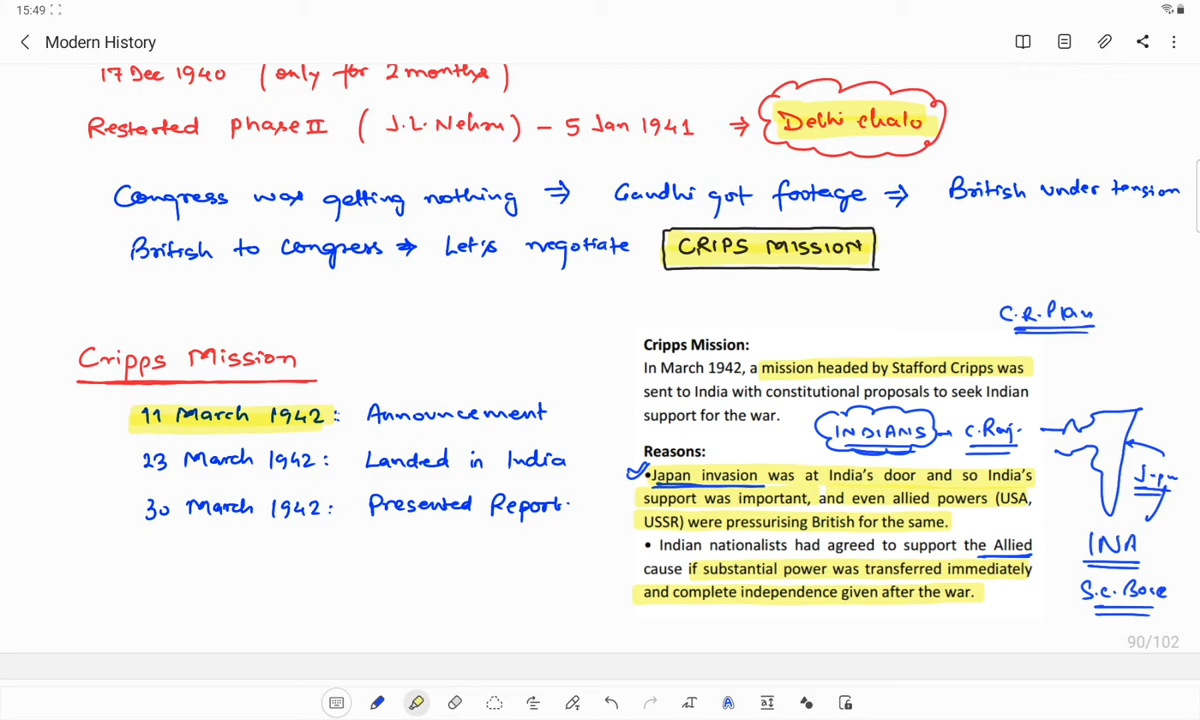 15:49
Modern History
17 Dec 1940 (only for 2 months)
Restarted Phase II (J.L. Nehru) - 5 Jan 1941 ⇒ Delhi chalo
Congress was getting nothing ⇒ Gandhi got footage ⇒ British under tension
British to Congress ⇒ Let's negotiate CRIPS MISSION
C.R. Plan
Cripps Mission
11 March 1942: Announcement
23 March 1942: Landed in India
30 March 1942: Presented Report.
Cripps Mission:
In March 1942, a mission headed by Stafford Cripps was
sent to India with constitutional proposals to seek Indian
support for the war.
INDIANS C. Raj.
Reasons:
•Japan invasion was at India's door and so India's
support was important, and even allied powers (USA,
USSR) were pressurising British for the same.
• Indian nationalists had agreed to support the Allied
cause if substantial power was transferred immediately
and complete independence given after the war.
INA
S.C. Bose
90/102